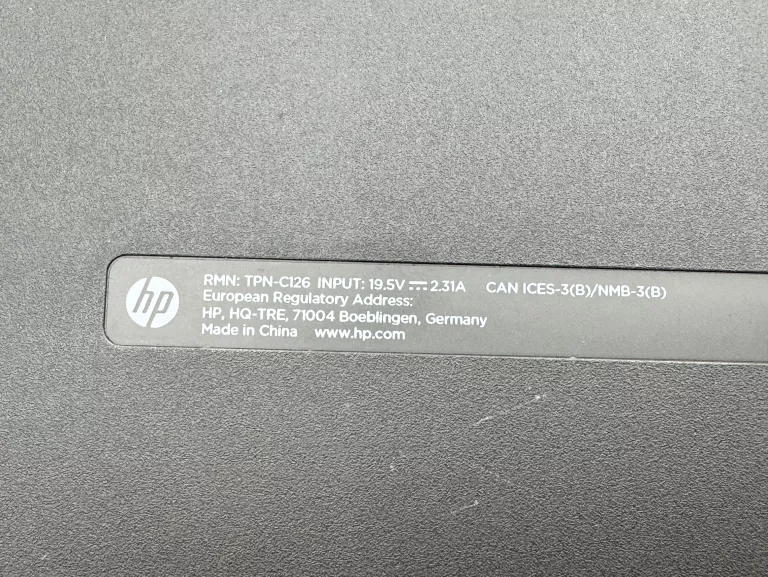 hp
RMN: TPN-C126 INPUT: 19.5V⎓2.31A CAN ICES-3(B)/NMB-3(B)
European Regulatory Address:
HP, HQ-TRE, 71004 Boeblingen, Germany
Made in China www.hp.com